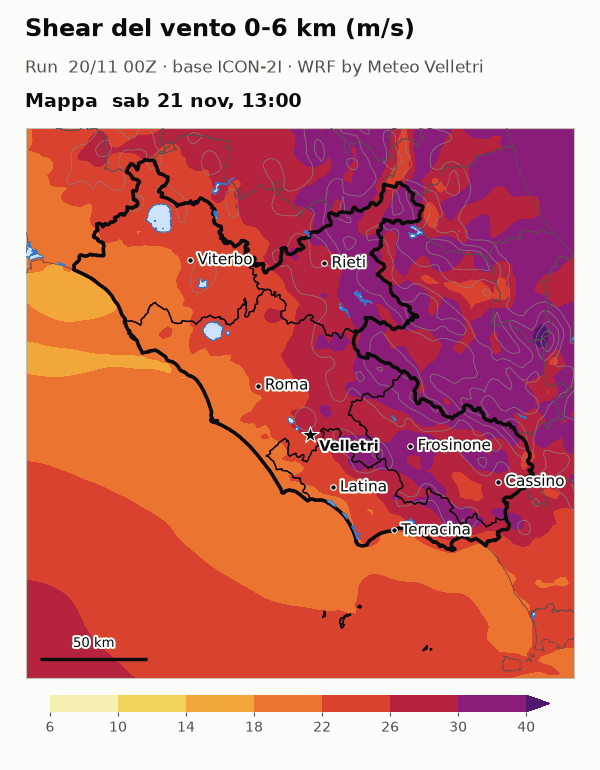 Shear del vento 0-6 km (m/s)
Run  20/11 00Z · base ICON-2I · WRF by Meteo Velletri
Mappa  sab 21 nov, 13:00
Viterbo
Rieti
Roma
Velletri
Frosinone
Cassino
Latina
Terracina
50 km
6 10 14 18 22 26 30 40